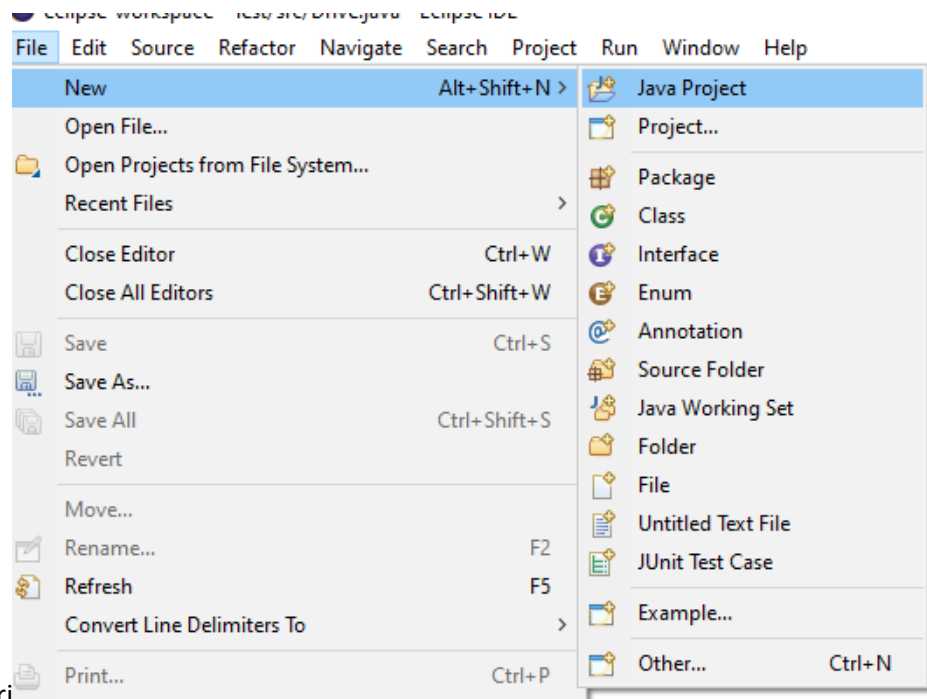 File Edit Source Refactor Navigate Search Project Run Window Help
New Alt+Shift+N >
Open File...
Open Projects from File System...
Recent Files >
Close Editor Ctrl+W
Close All Editors Ctrl+Shift+W
Save Ctrl+S
Save As...
Save All Ctrl+Shift+S
Revert
Move...
Rename... F2
Refresh F5
Convert Line Delimiters To >
Print... Ctrl+P
Java Project
Project...
Package
Class
Interface
Enum
Annotation
Source Folder
Java Working Set
Folder
File
Untitled Text File
JUnit Test Case
Example...
Other... Ctrl+N